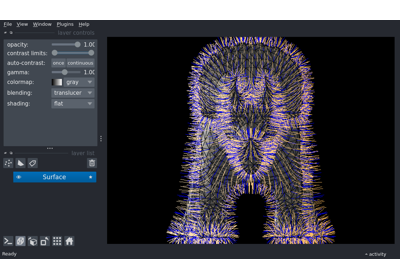 File View Window Plugins Help
layer controls
opacity: 1.00
contrast limits:
auto-contrast: once continuous
gamma: 1.00
colormap: gray
blending: translucen
shading: flat
layer list
Surface
Ready
activity